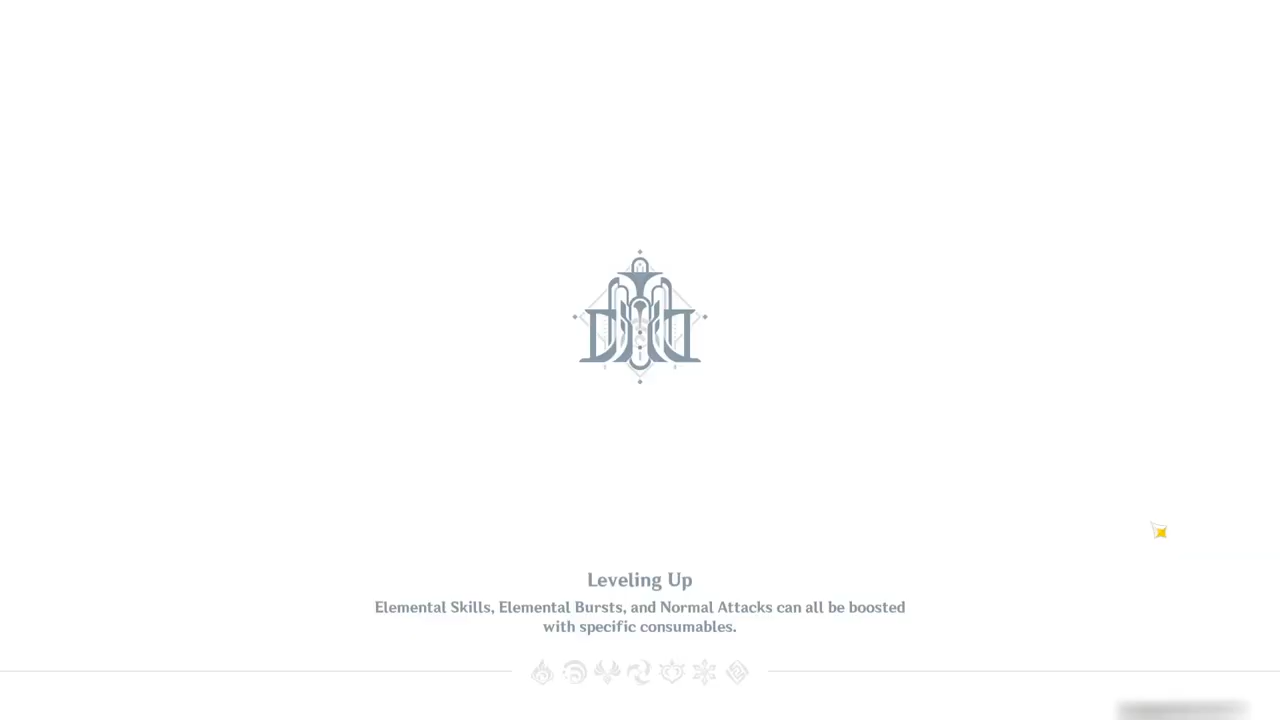 Leveling Up
Elemental Skills, Elemental Bursts, and Normal Attacks can all be boosted
with specific consumables.